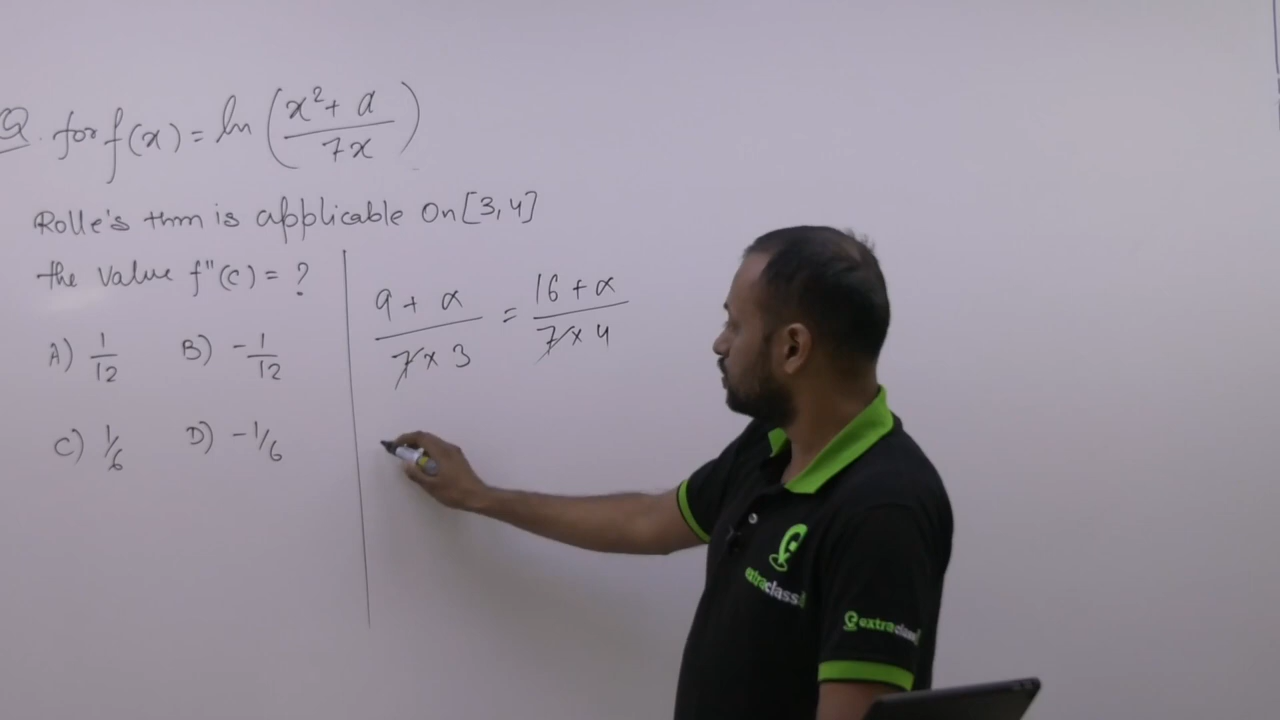 Q. for f(x) = ln ( (x² + α) / 7x )
Rolle's thm is applicable On [3,4]
the value f"(c) = ?
A) 1/12 B) -1/12
C) 1/6 D) -1/6
(9 + α) / (7 x 3) = (16 + α) / (7 x 4)
extraclass
extraclass